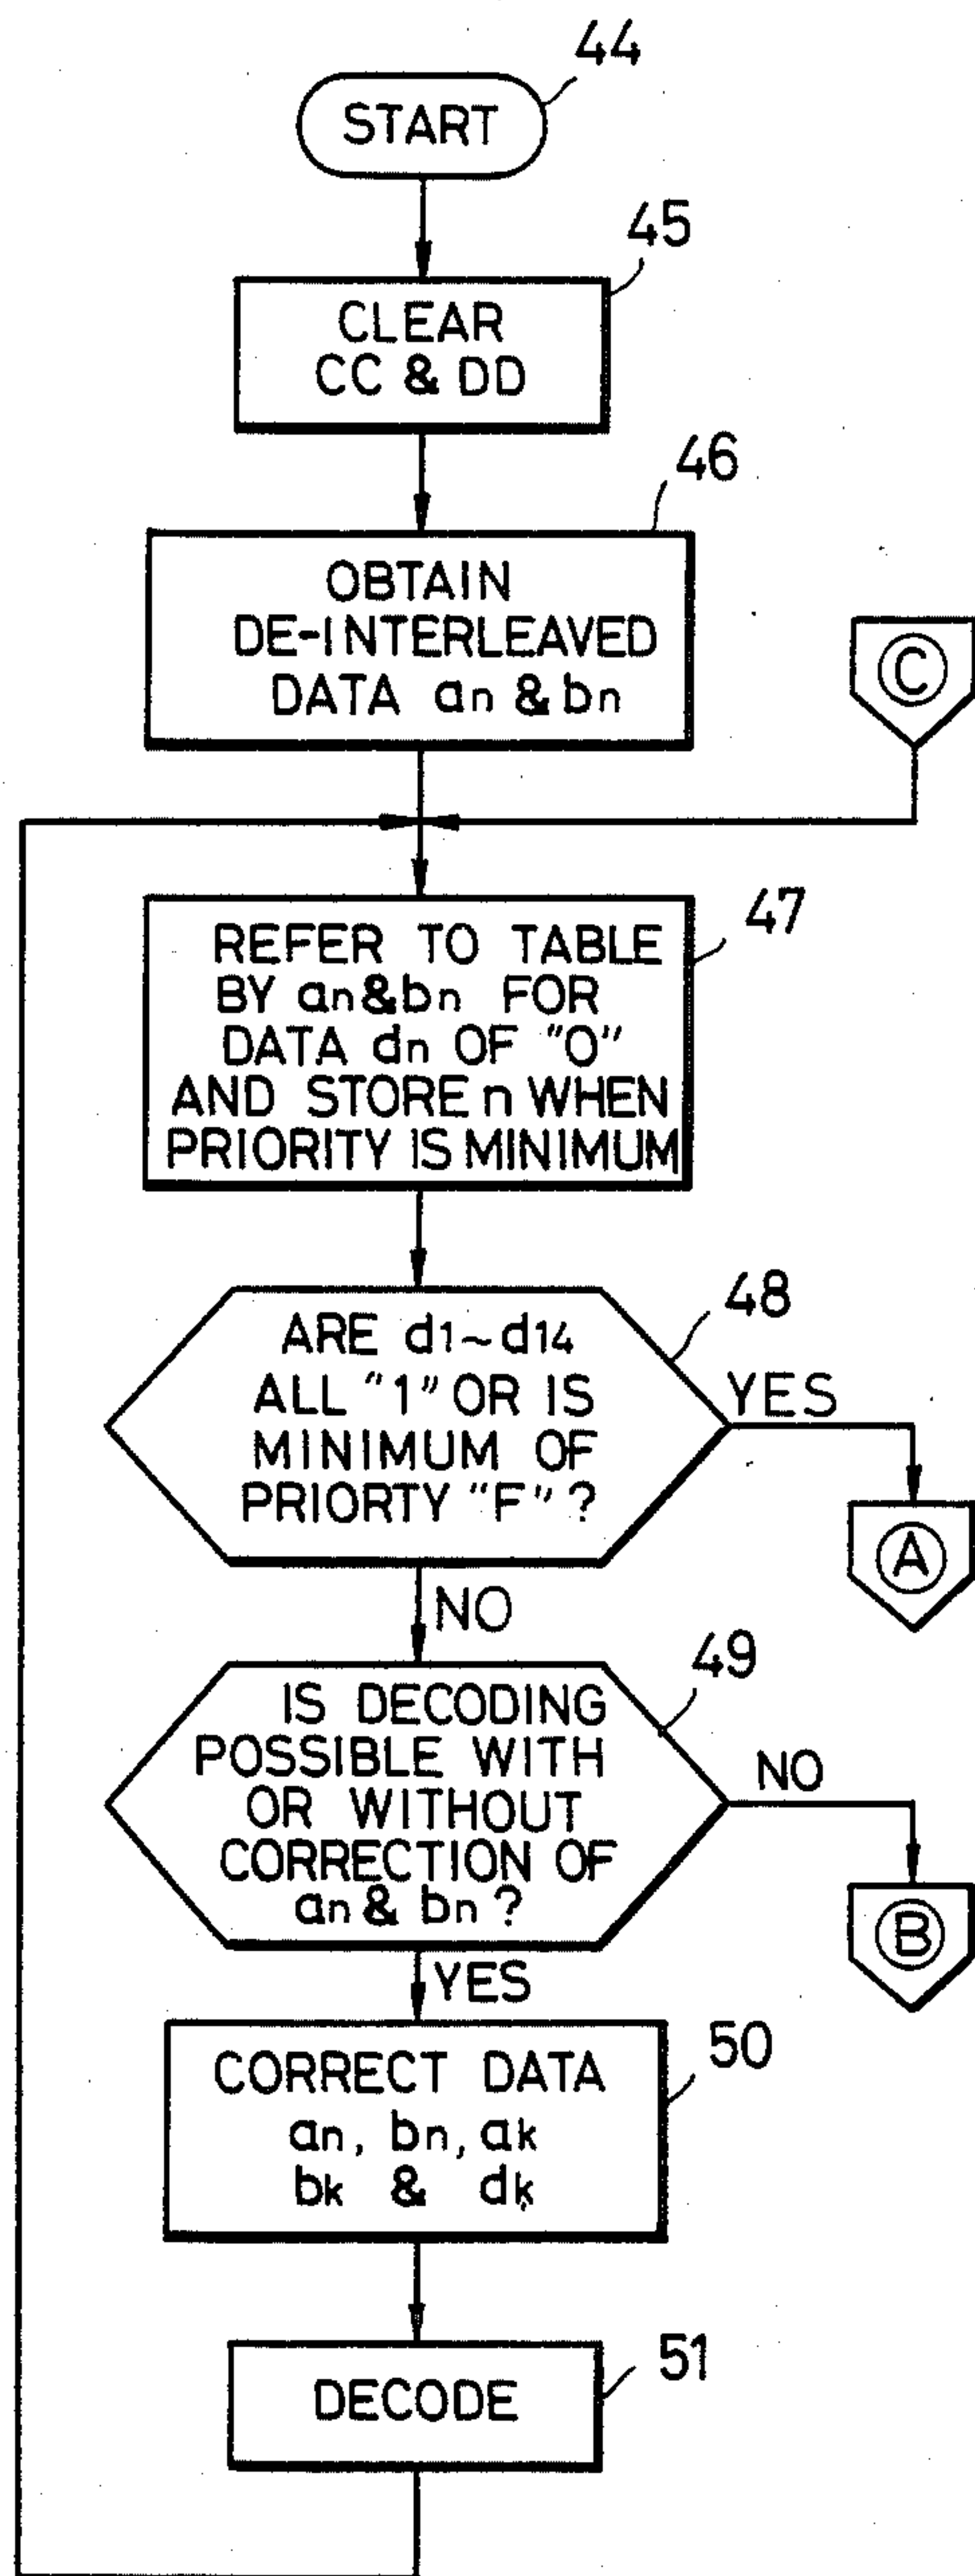 44
START
45
CLEAR
CC & DD
46
OBTAIN
DE-INTERLEAVED
DATA an & bn
C
47
REFER TO TABLE
BY an&bn FOR
DATA dn OF "0"
AND STORE n WHEN
PRIORITY IS MINIMUM
48
ARE d1~d14
ALL "1" OR IS
MINIMUM OF
PRIORTY "F"?
YES
A
NO
49
IS DECODING
POSSIBLE WITH
OR WITHOUT
CORRECTION OF
an & bn ?
NO
B
YES
50
CORRECT DATA
an, bn, ak
bk & dk
51
DECODE